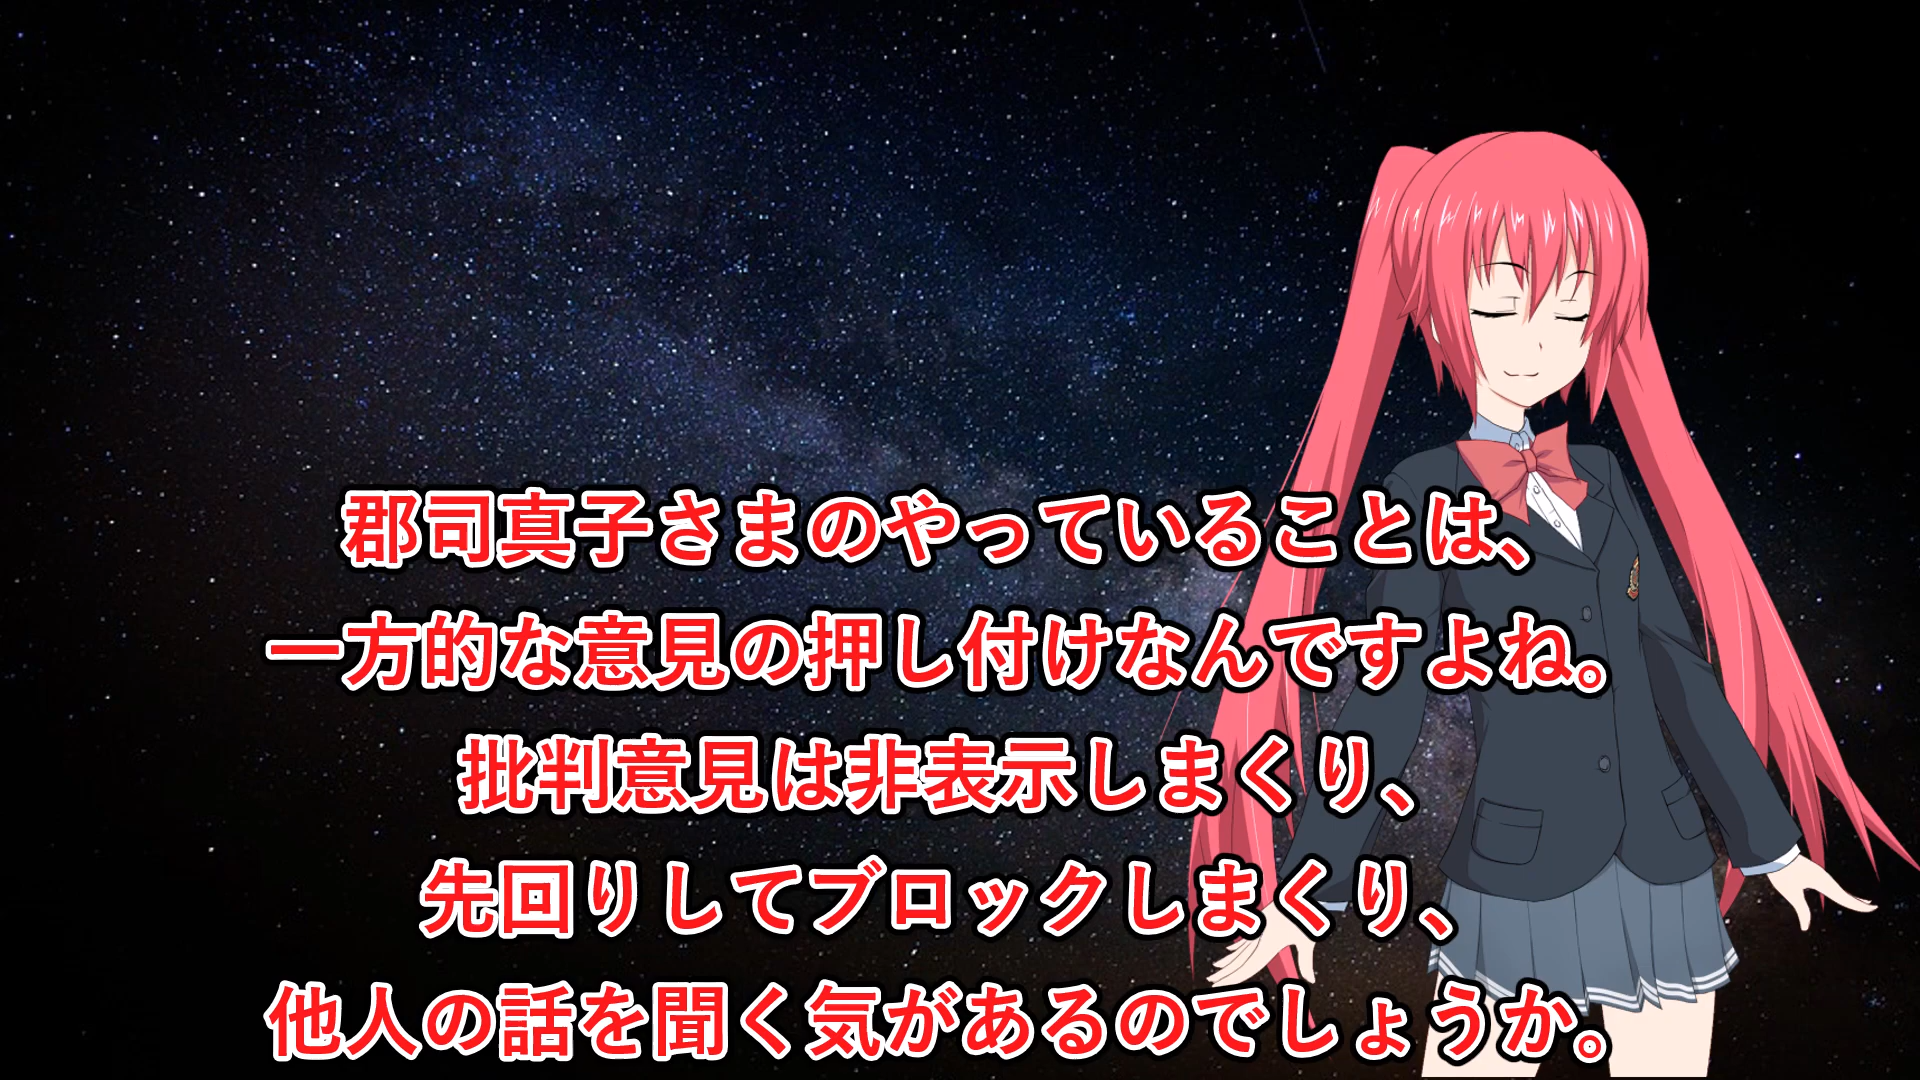 郡司真子さまのやっていることは、
一方的な意見の押し付けなんですよね。
批判意見は非表示しまくり、
先回りしてブロックしまくり、
他人の話を聞く気があるのでしょうか。